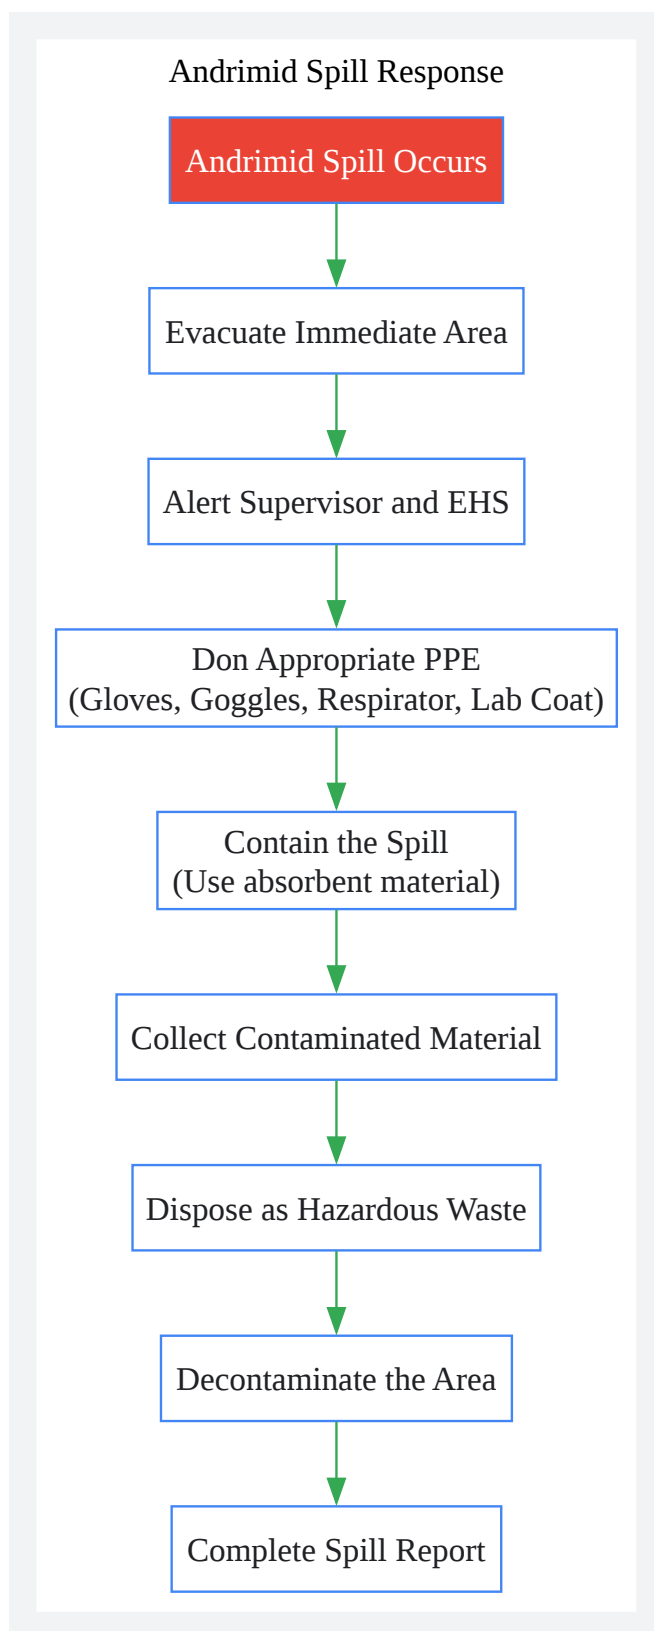 Andrimid Spill Response
Andrimid Spill Occurs
Evacuate Immediate Area
Alert Supervisor and EHS
Don Appropriate PPE
(Gloves, Goggles, Respirator, Lab Coat)
Contain the Spill
(Use absorbent material)
Collect Contaminated Material
Dispose as Hazardous Waste
Decontaminate the Area
Complete Spill Report